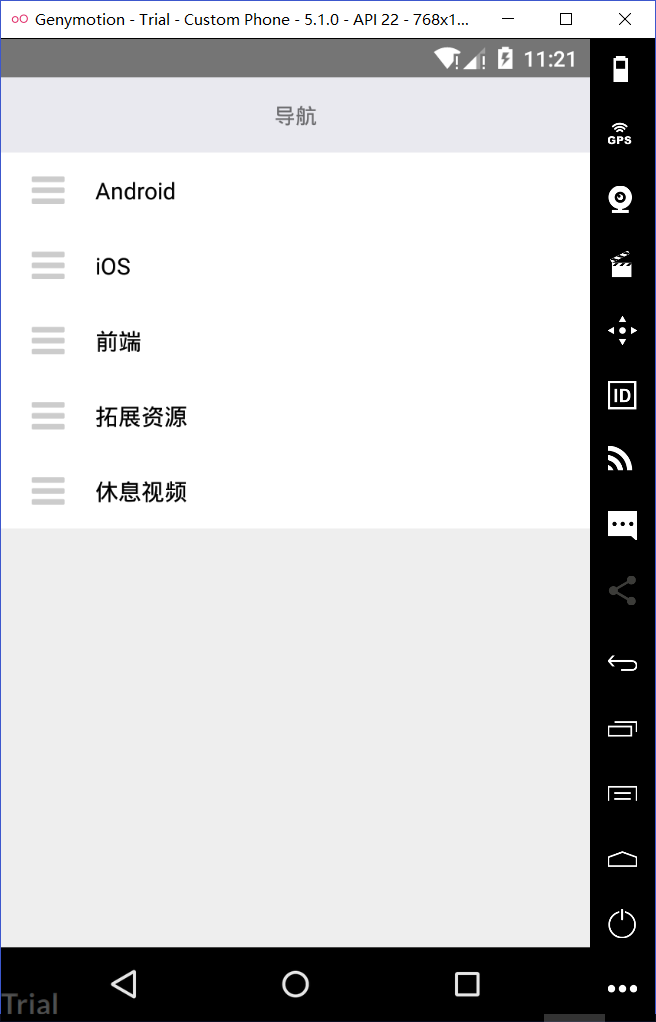 Genymotion - Trial - Custom Phone - 5.1.0 - API 22 - 768x1...
11:21
导航
Android
iOS
前端
拓展资源
休息视频
GPS
ID
Trial